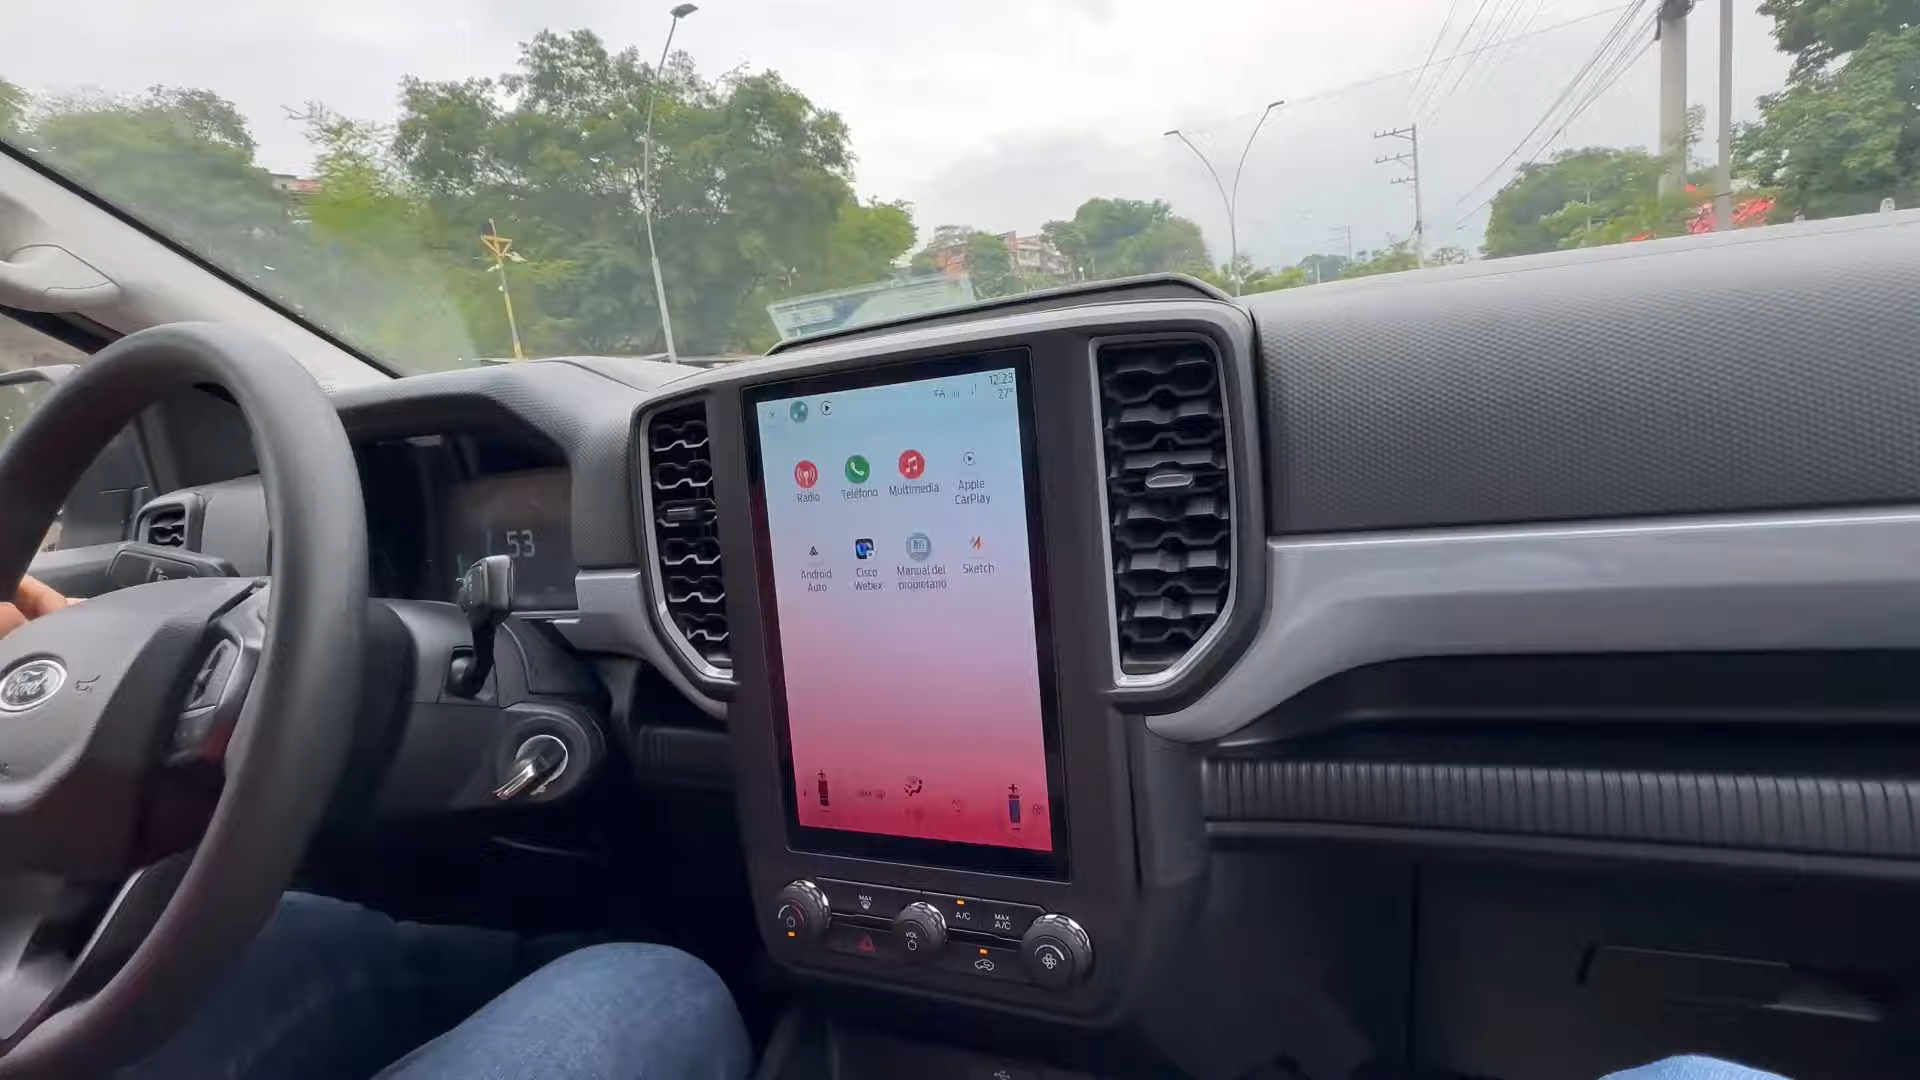 12:23
27°
Radio
Teléfono
Multimedia
Apple
CarPlay
Android
Auto
Cisco
Webex
Manual del
propietario
Sketch
53
Ford
MAX
A/C
MAX
A/C
VOL